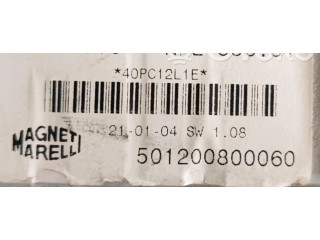 *40PC12L1E*
21-01-04 SW 1.08
MAGNETI
MARELLI
501200800060